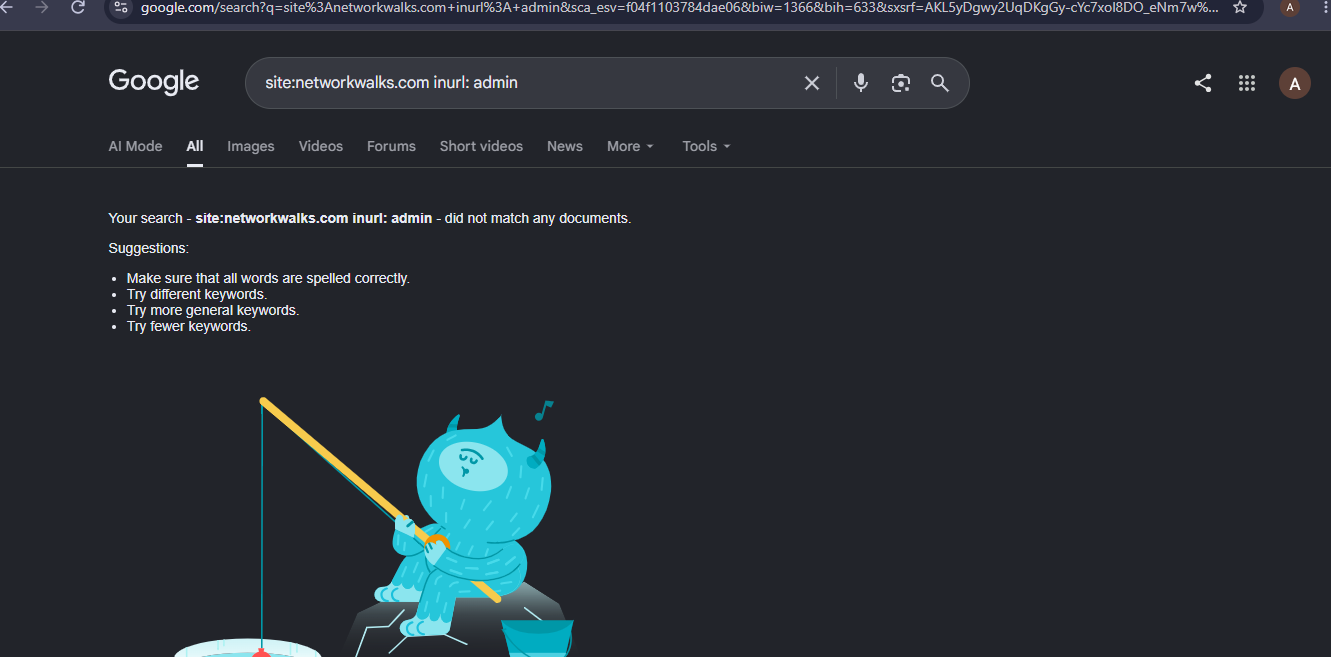 google.com/search?q=site%3Anetworkwalks.com+inurl%3A+admin&sca_esv=f04f1103784dae06&biw=1366&bih=633&sxsrf=AKL5yDgwy2UqDKgGy-cYc7xol8DO_eNm7w%... A
Google site:networkwalks.com inurl: admin A
AI Mode All Images Videos Forums Short videos News More Tools
Your search - site:networkwalks.com inurl: admin - did not match any documents.
Suggestions:
• Make sure that all words are spelled correctly.
• Try different keywords.
• Try more general keywords.
• Try fewer keywords.